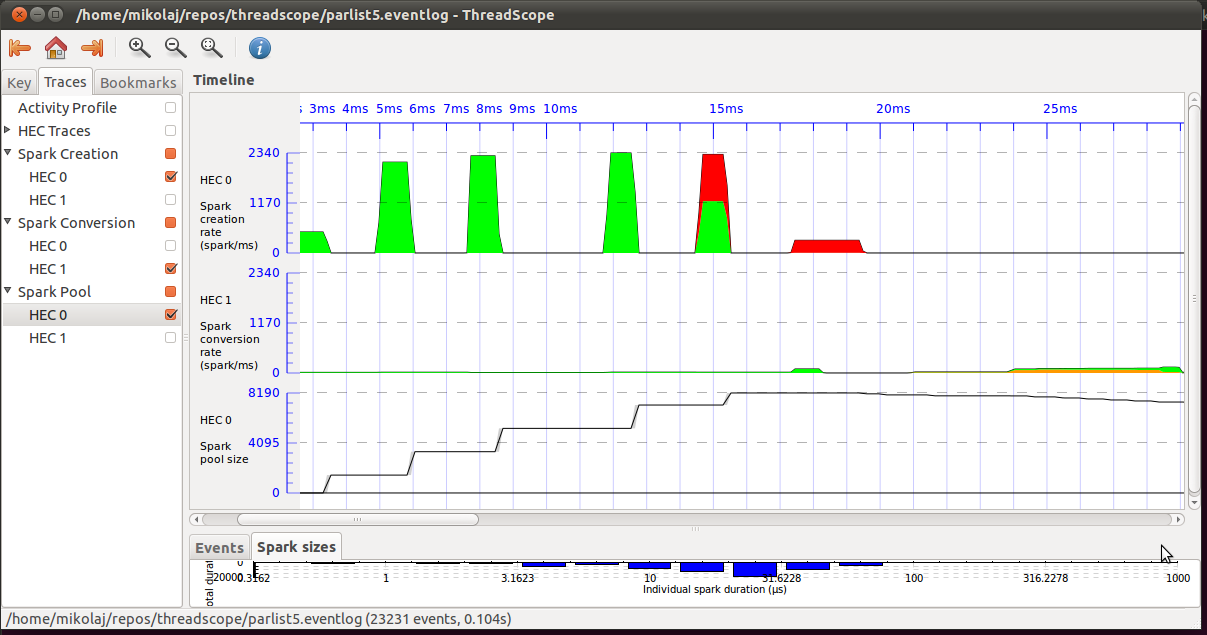 /home/mikolaj/repos/threadscope/parlist5.eventlog - ThreadScope
Key Traces Bookmarks
Activity Profile
HEC Traces
Spark Creation
HEC 0
HEC 1
Spark Conversion
HEC 0
HEC 1
Spark Pool
HEC 0
HEC 1
Timeline
s 3ms 4ms 5ms 6ms 7ms 8ms 9ms 10ms 15ms 20ms 25ms
HEC 0
Spark
creation
rate
(spark/ms)
2340
1170
0
HEC 1
Spark
conversion
rate
(spark/ms)
2340
1170
0
HEC 0
Spark
pool size
8190
4095
0
Events Spark sizes
0
20000
0.3162 1 3.1623 10 31.6228 100 316.2278 1000
Individual spark duration (μs)
/home/mikolaj/repos/threadscope/parlist5.eventlog (23231 events, 0.104s)